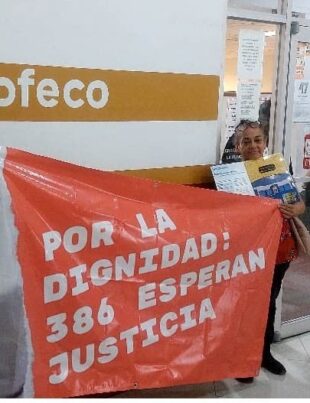 ofeco
POR LA
DIGNIDAD:
386 ESPERAN
JUSTICIA